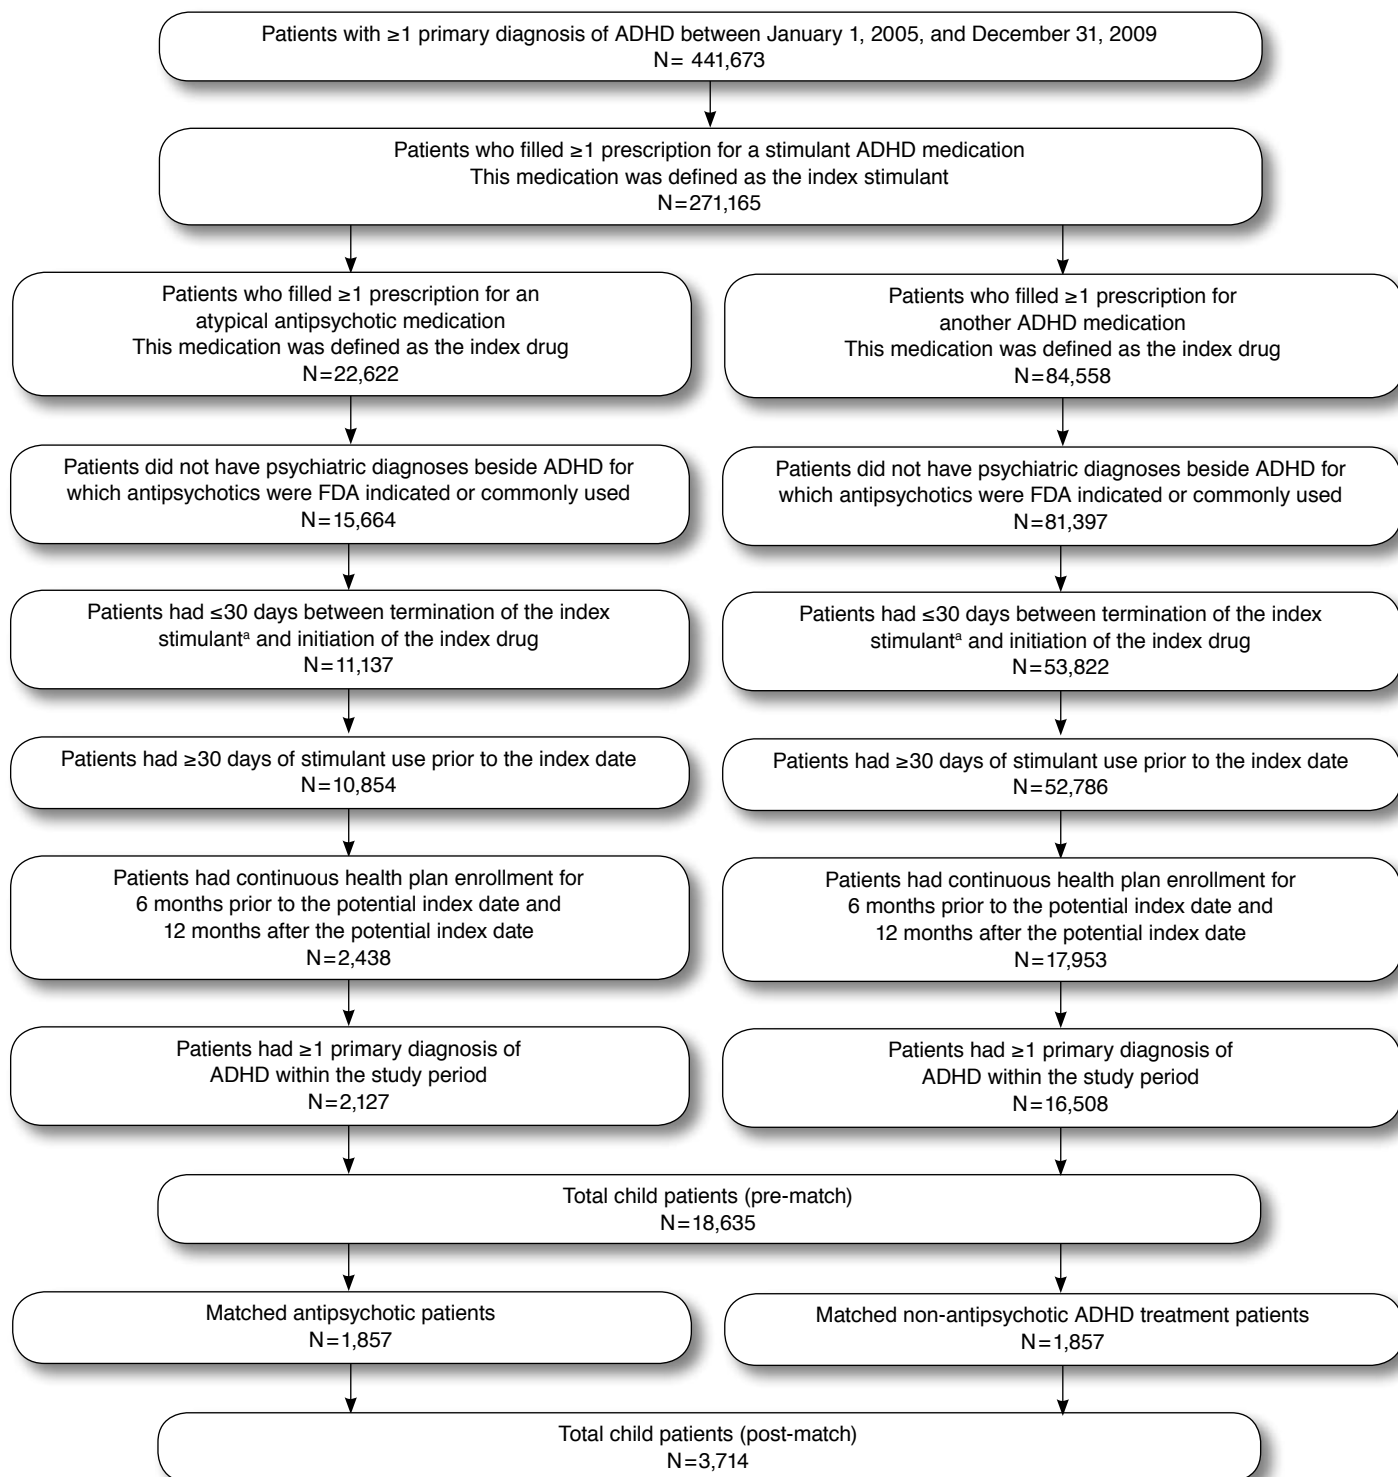 Patients with ≥1 primary diagnosis of ADHD between January 1, 2005, and December 31, 2009
N= 441,673
Patients who filled ≥1 prescription for a stimulant ADHD medication
This medication was defined as the index stimulant
N=271,165
Patients who filled ≥1 prescription for an
atypical antipsychotic medication
This medication was defined as the index drug
N=22,622
Patients who filled ≥1 prescription for
another ADHD medication
This medication was defined as the index drug
N=84,558
Patients did not have psychiatric diagnoses beside ADHD for
which antipsychotics were FDA indicated or commonly used
N=15,664
Patients did not have psychiatric diagnoses beside ADHD for
which antipsychotics were FDA indicated or commonly used
N=81,397
Patients had ≤30 days between termination of the index
stimulantª and initiation of the index drug
N=11,137
Patients had ≤30 days between termination of the index
stimulantª and initiation of the index drug
N=53,822
Patients had ≥30 days of stimulant use prior to the index date
N=10,854
Patients had ≥30 days of stimulant use prior to the index date
N=52,786
Patients had continuous health plan enrollment for
6 months prior to the potential index date and
12 months after the potential index date
N=2,438
Patients had continuous health plan enrollment for
6 months prior to the potential index date and
12 months after the potential index date
N=17,953
Patients had ≥1 primary diagnosis of
ADHD within the study period
N=2,127
Patients had ≥1 primary diagnosis of
ADHD within the study period
N=16,508
Total child patients (pre-match)
N=18,635
Matched antipsychotic patients
N=1,857
Matched non-antipsychotic ADHD treatment patients
N=1,857
Total child patients (post-match)
N=3,714